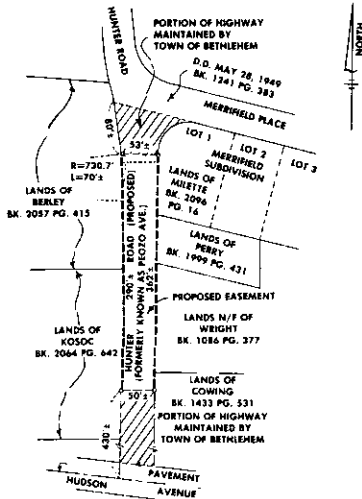 HUNTER ROAD
PORTION OF HIGHWAY
MAINTAINED BY
TOWN OF BETHLEHEM
NORTH
D.D. MAY 28, 1949
BK. 1241 PG. 383
MERRIFIELD PLACE
80'±
53'±
LOT 1
LOT 2
LOT 3
MERRIFIELD
SUBDIVISION
R=730.7'
L=70'±
LANDS OF
MILETTE
BK. 2096
PG. 16
LANDS OF
BERLEY
BK. 2057 PG. 415
LANDS OF
PERRY
BK. 1999 PG. 431
HUNTER ROAD (PROPOSED)
(FORMERLY KNOWN AS PEOZO AVE.)
290'±
362'±
PROPOSED EASEMENT
LANDS N/F OF
WRIGHT
BK. 1086 PG. 377
LANDS OF
KOSOC
BK. 2064 PG. 642
LANDS OF
COWING
BK. 1433 PG. 531
50'±
PORTION OF HIGHWAY
MAINTAINED BY
TOWN OF BETHLEHEM
430'±
PAVEMENT
HUDSON AVENUE